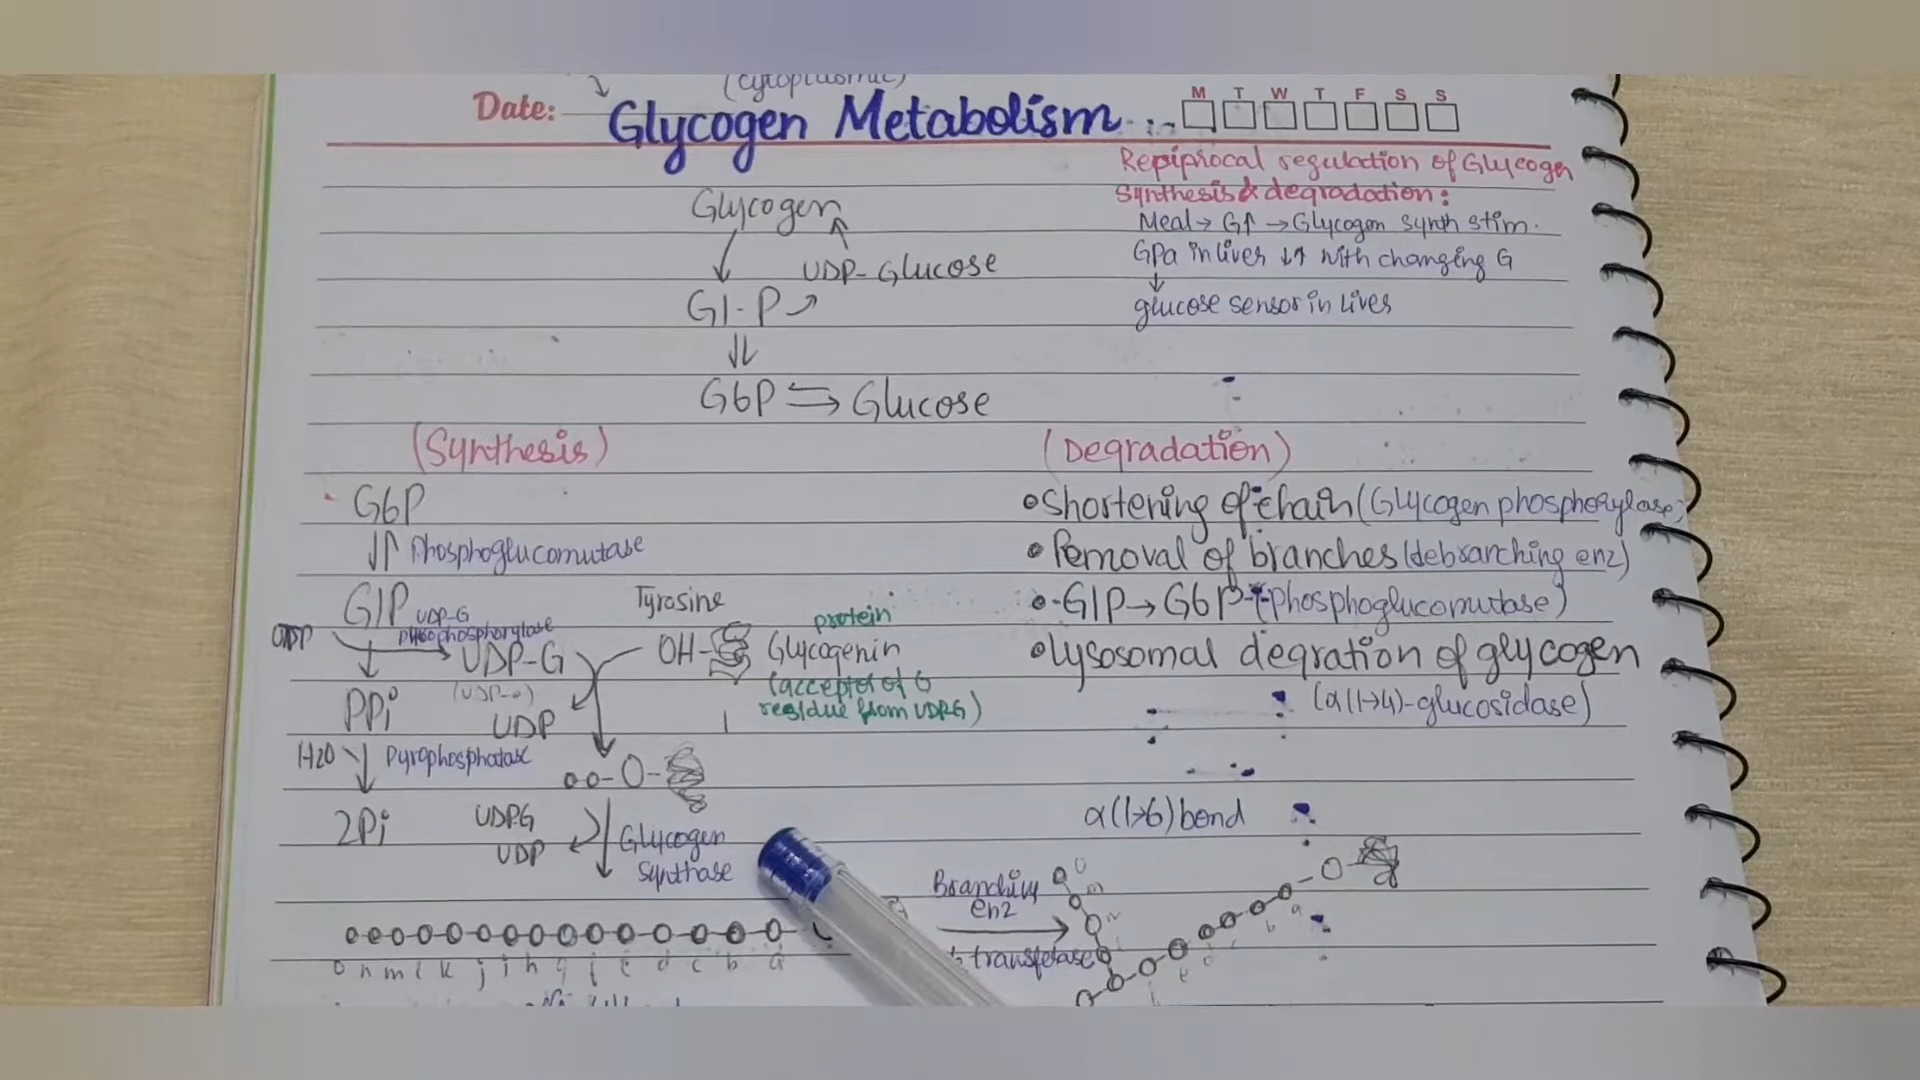 (cytoplasmic)
Date:
Glycogen Metabolism
M T W T F S S
Repiprocal regulation of Glycogen
Synthesis & degradation:
Meal → G↑ → Glycogen synth stim.
GPa in liver ↓↑ with changing G
↓
glucose sensor in liver
Glycogen
UDP-Glucose
G1-P
G6P ⇌ Glucose
(Synthesis)
G6P
Phosphoglucomutase
G1P
UDP-G
UTP
UDP-G
PPi
UDP
H2O
Pyrophosphatase
2Pi
Tyrosine
OH-
protein
Glycogenin
(acceptor of G
residue from UDPG)
oo-O-
UDPG
UDP
Glycogen
Synthase
o n m l k j i h g f e d c b a
Branching
enz
transferase
α(1→6) bond
(Degradation)
•Shortening of chain (Glycogen phosphorylase)
•Removal of branches (debranching enz)
•G1P → G6P (phosphoglucomutase)
•Lysosomal degration of glycogen
(α(1→4)-glucosidase)